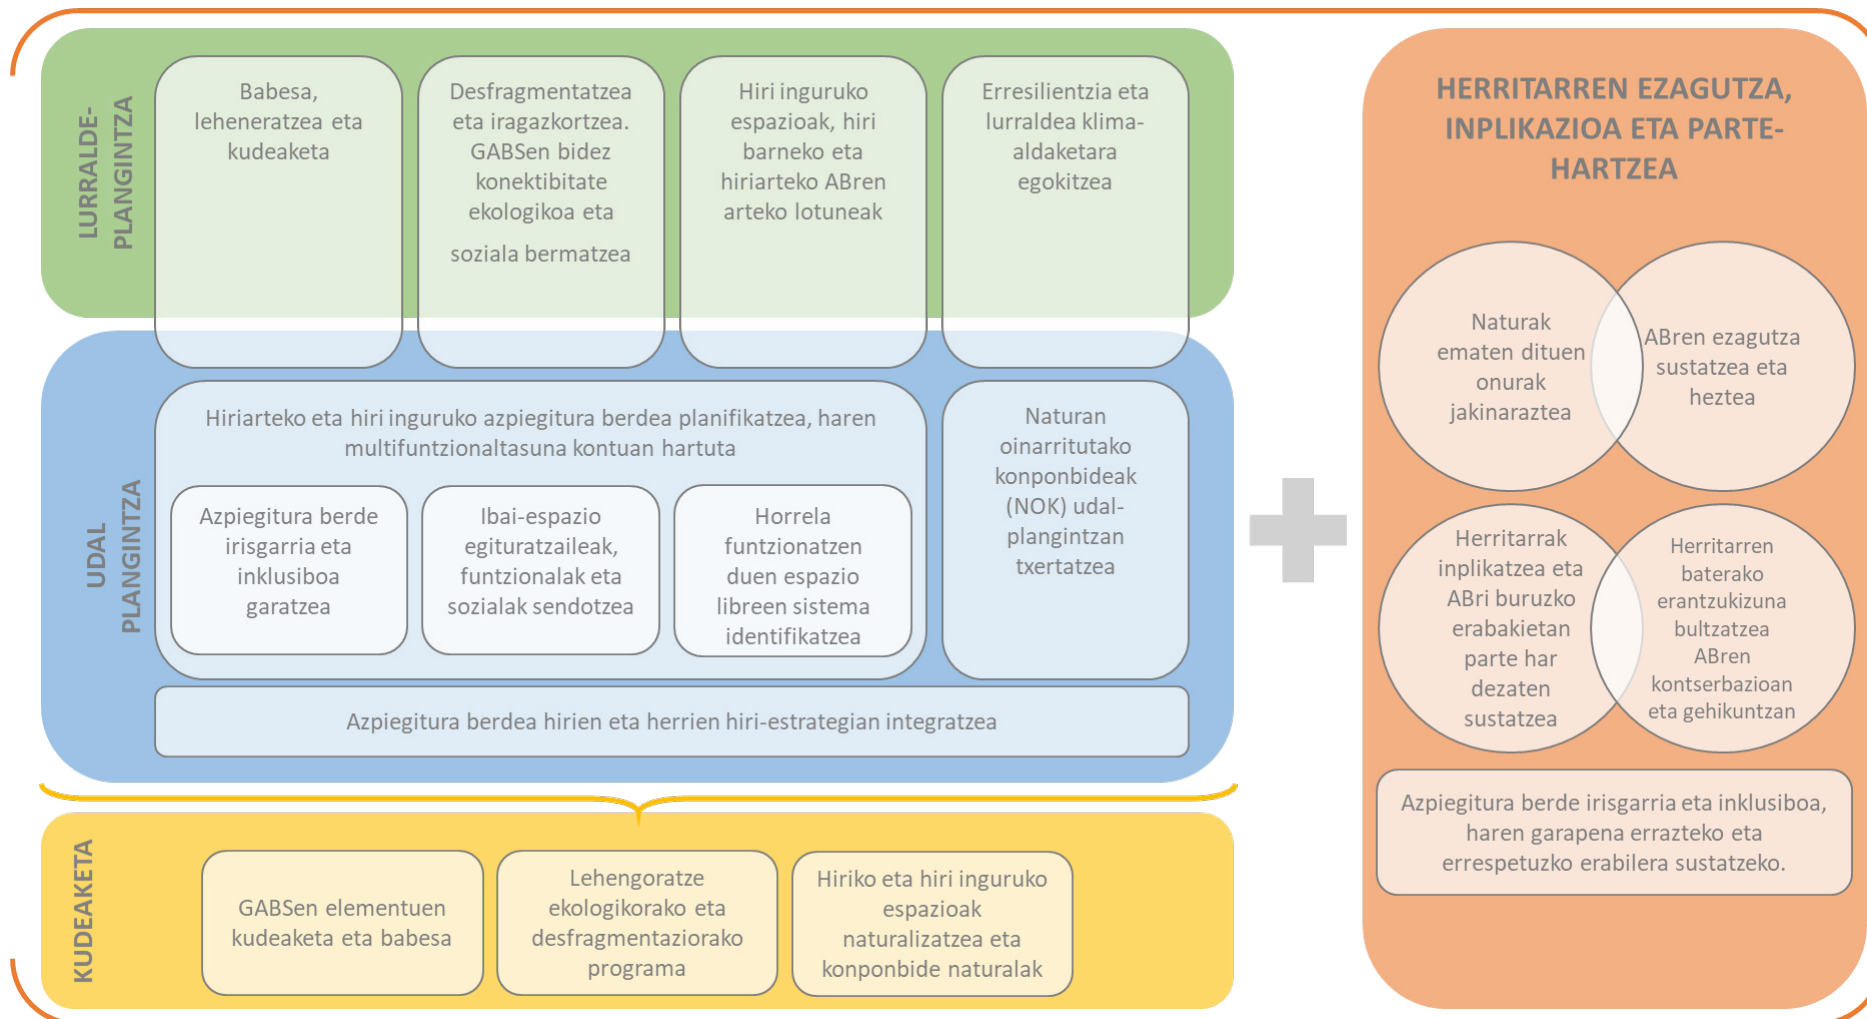 LURRALDE-
PLANGINTZA
Babesa,
leheneratzea eta
kudeaketa
Desfragmentatzea
eta iragazkortzea.
GABSen bidez
konektibitate
ekologikoa eta
soziala bermatzea
Hiri inguruko
espazioak, hiri
barneko eta
hiriarteko ABren
arteko lotuneak
Erresilientzia eta
lurraldea klima-
aldaketara
egokitzea
UDAL
PLANGINTZA
Hiriarteko eta hiri inguruko azpiegitura berdea planifikatzea, haren
multifuntzionaltasuna kontuan hartuta
Azpiegitura berde
irisgarria eta
inklusiboa
garatzea
Ibai-espazio
egituratzaileak,
funtzionalak eta
sozialak sendotzea
Horrela
funtzionatzen
duen espazio
libreen sistema
identifikatzea
Naturan
oinarritutako
konponbideak
(NOK) udal-
plangintzan
txertatzea
Azpiegitura berdea hirien eta herrien hiri-estrategian integratzea
KUDEAKETA
GABSen elementuen
kudeaketa eta babesa
Lehengoratze
ekologikorako eta
desfragmentaziorako
programa
Hiriko eta hiri inguruko
espazioak
naturalizatzea eta
konponbide naturalak
HERRITARREN EZAGUTZA,
INPLIKAZIOA ETA PARTE-
HARTZEA
Naturak
ematen dituen
onurak
jakinaraztea
ABren ezagutza
sustatzea eta
heztea
Herritarrak
inplikatzea eta
ABri buruzko
erabakietan
parte har
dezaten
sustatzea
Herritarren
baterako
erantzukizuna
bultzatzea
ABren
kontserbazioan
eta gehikuntzan
Azpiegitura berde irisgarria eta inklusiboa,
haren garapena errazteko eta
errespetuzko erabilera sustatzeko.